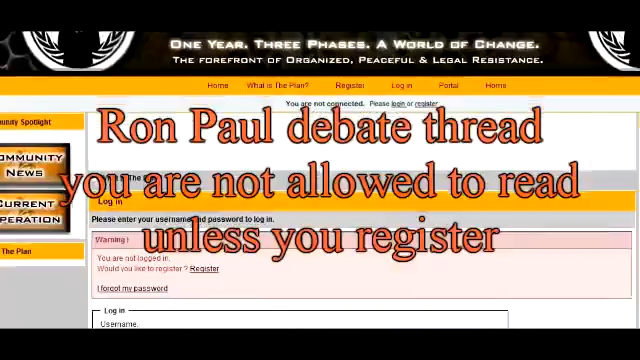 One Year. Three Phases. A World of Change.
The forefront of Organized, Peaceful & Legal Resistance.
Home What is The Plan? Register Log in Portal Home
You are not connected. Please login or register
munity Spotlight
Ron Paul debate thread
OMMUNITY
News
you are not allowed to read
Log in
Current
peration
Please enter your username and password to log in.
unless you register
Warning !
The Plan
You are not logged in.
Would you like to register ? Register
I forgot my password
Log in
Username.